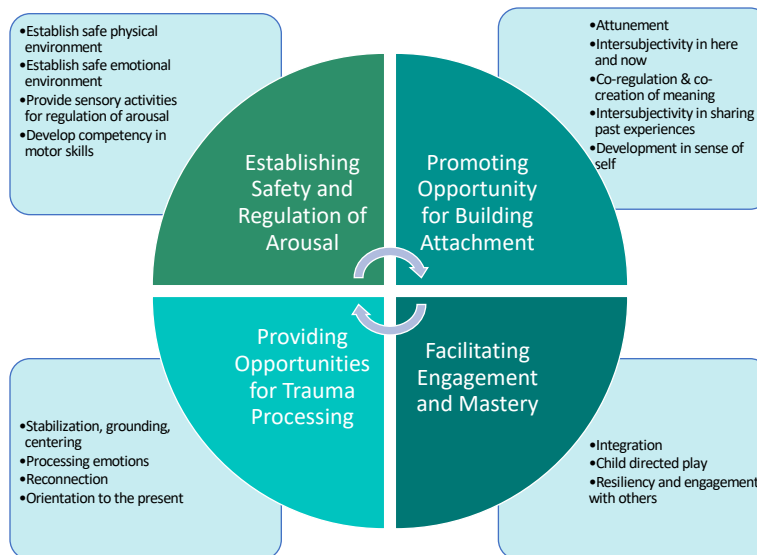 •Establish safe physical
environment
•Establish safe emotional
environment
•Provide sensory activities
for regulation of arousal
•Develop competency in
motor skills
•Attunement
•Intersubjectivity in here
and now
•Co-regulation & co-
creation of meaning
•Intersubjectivity in sharing
past experiences
•Development in sense of
self
Establishing
Safety and
Regulation of
Arousal
Promoting
Opportunity
for Building
Attachment
Providing
Opportunities
for Trauma
Processing
Facilitating
Engagement
and Mastery
•Stabilization, grounding,
centering
•Processing emotions
•Reconnection
•Orientation to the present
•Integration
•Child directed play
•Resiliency and engagement
with others